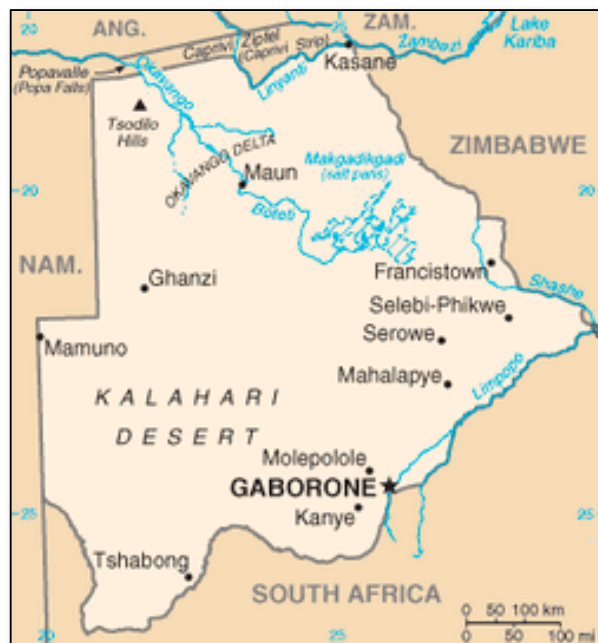 20
25
ANG.
ZAM.
Caprivi Zipfel
(Caprivi Strip)
Lake
Kariba
Zambezi
Popavalle
(Popa Falls)
Okavango
Linyanti
Kasane
Tsodilo
Hills
OKAVANGO DELTA
Maun
Makgadikgadi
(salt pans)
ZIMBABWE
20
20
Boteti
NAM.
Ghanzi
Francistown
Shashe
Selebi-Phikwe
Serowe
Mamuno
Mahalapye
Limpopo
KALAHARI
DESERT
Molepolole
GABORONE
Kanye
25
25
Tshabong
SOUTH AFRICA
20
25
0 50 100 km
0 50 100 mi